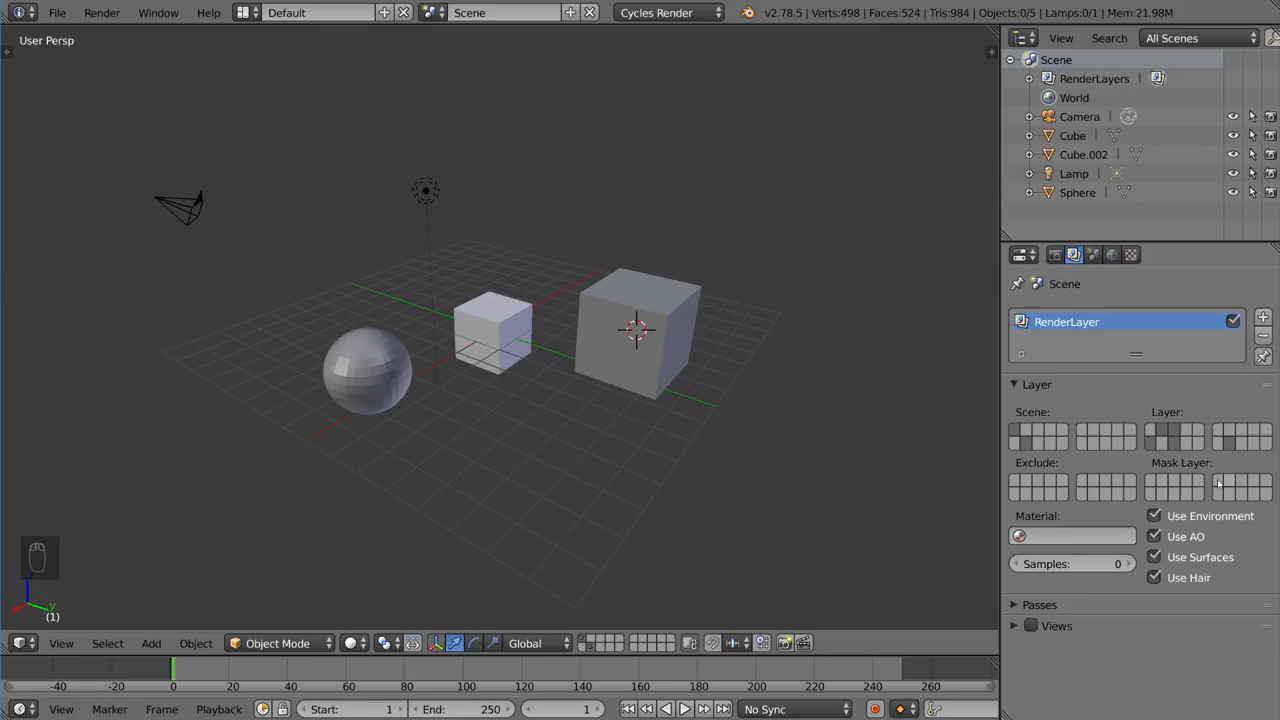 File Render Window Help Default Scene Cycles Render v2.78.5 | Verts:498 | Faces:524 | Tris:984 | Objects:0/5 | Lamps:0/1 | Mem:21.98M
User Persp
View Search All Scenes
Scene
RenderLayers
World
Camera
Cube
Cube.002
Lamp
Sphere
Scene
RenderLayer
Layer
Scene: Layer:
Exclude: Mask Layer:
Material: Use Environment
Use AO
Samples: 0 Use Surfaces
Use Hair
Passes
Views
z
y
(1)
View Select Add Object Object Mode Global
-40 -20 0 20 40 60 80 100 120 140 160 180 200 220 240 260
View Marker Frame Playback Start: 1 End: 250 1 No Sync